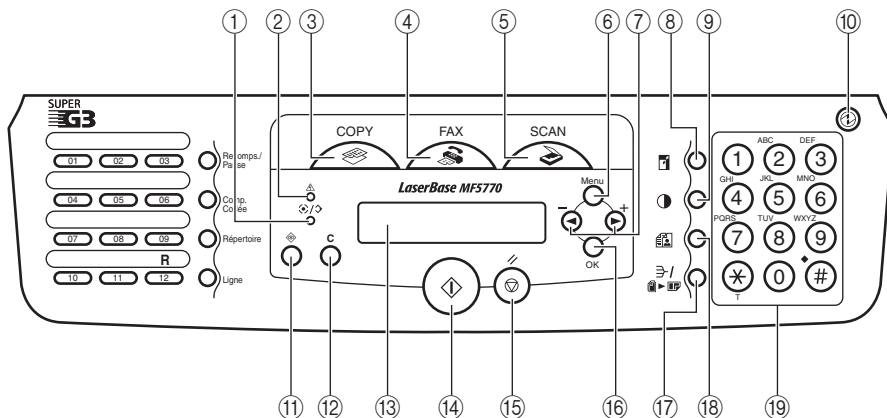 ① ② ③ ④ ⑤ ⑥ ⑦ ⑧ ⑨ ⑩
SUPER G3
COPY FAX SCAN
01 02 03 Recomps./ Pause
04 05 06 Comp. Codée
07 08 09 Répertoire
R
10 11 12 Ligne
LaserBase MF5770
Menu
− +
OK
C
1 ABC 2 DEF 3
GHI 4 JKL 5 MNO 6
PQRS 7 TUV 8 WXYZ 9
T 0 #
⑪ ⑫ ⑬ ⑭ ⑮ ⑯ ⑰ ⑱ ⑲